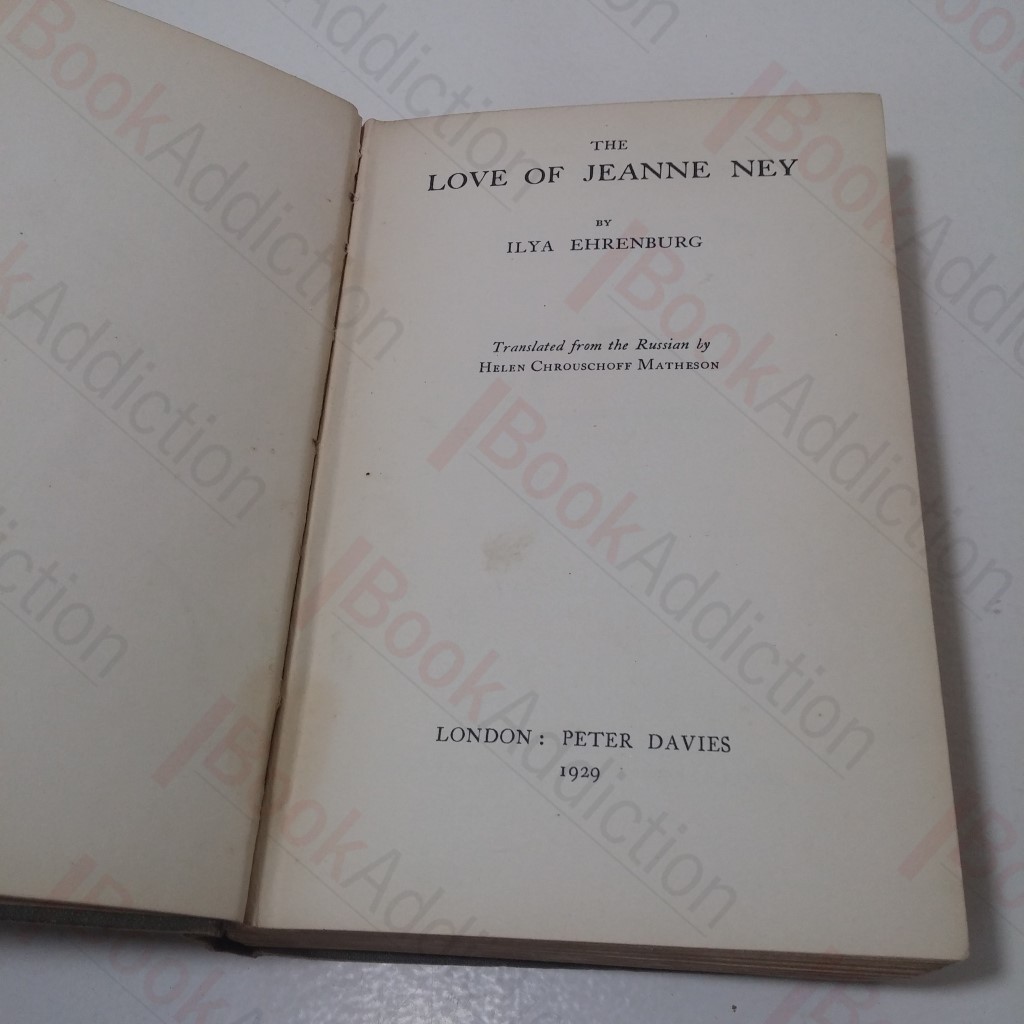 THE
LOVE OF JEANNE NEY
BY
ILYA EHRENBURG
Translated from the Russian by
HELEN CHROUSCHOFF MATHESON
LONDON: PETER DAVIES
1929
BookAddiction